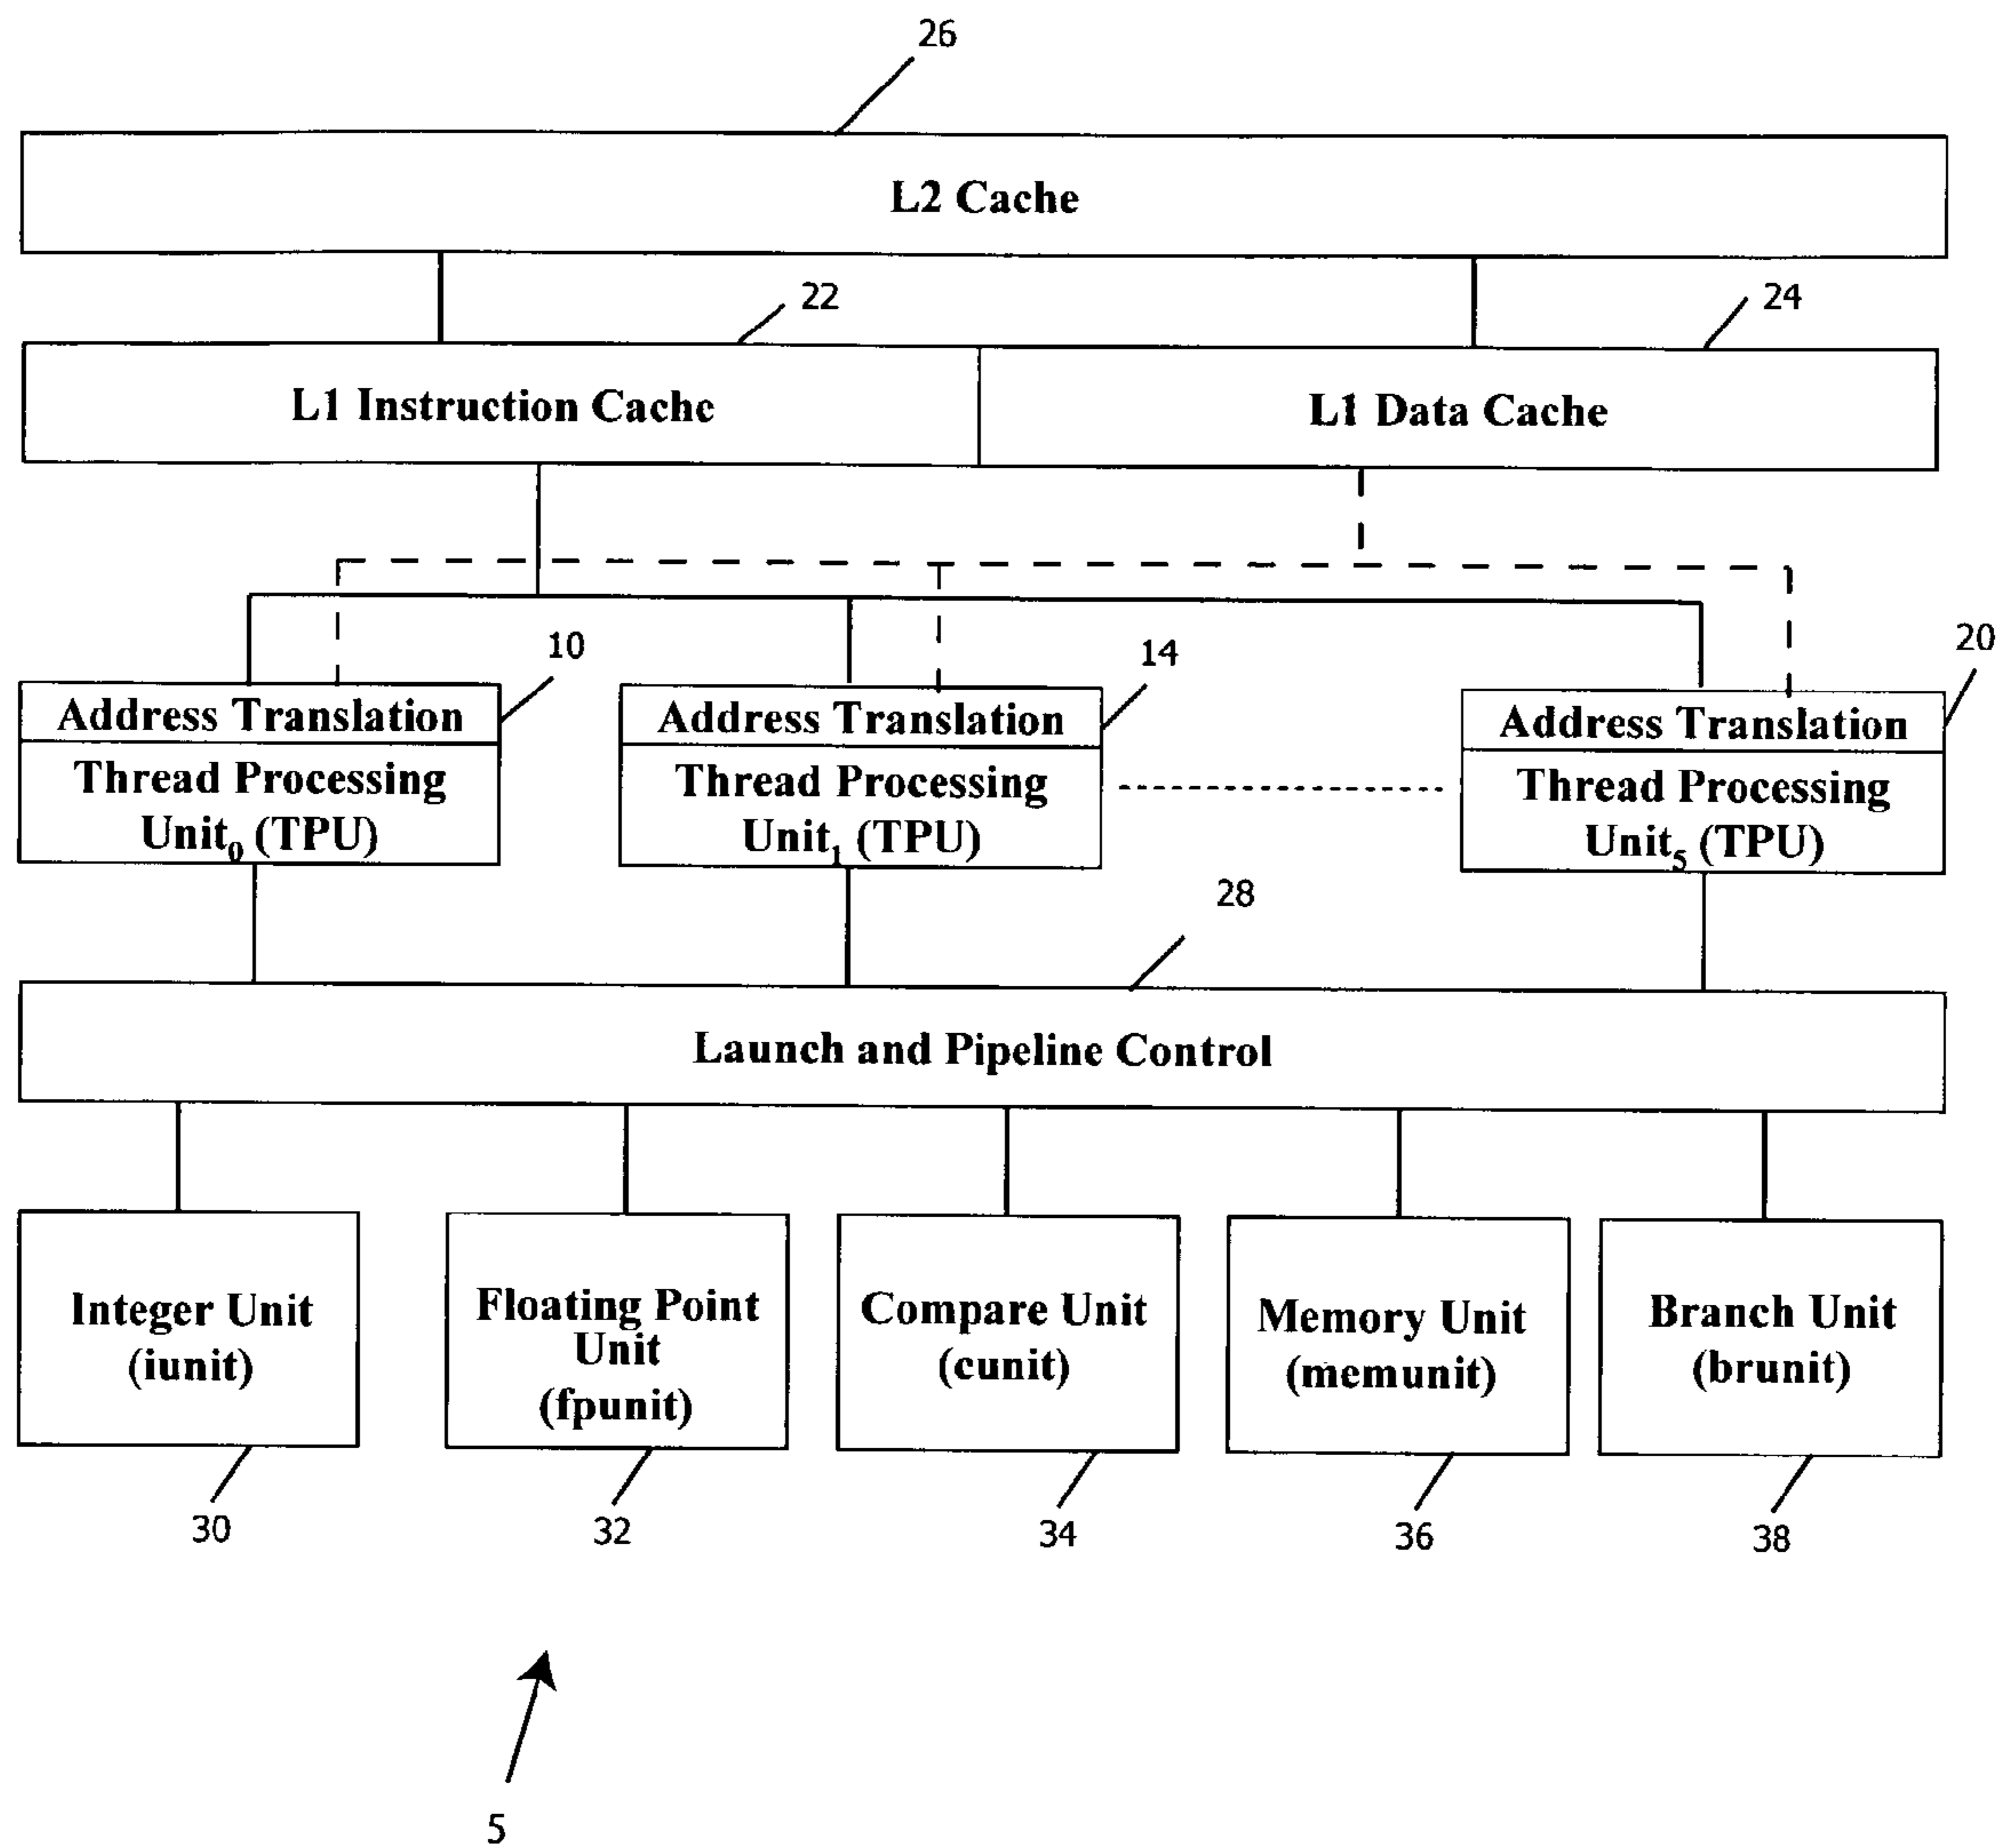 26
L2 Cache
22
24
L1 Instruction Cache
L1 Data Cache
10
14
20
Address Translation
Thread Processing
Unit₀ (TPU)
Address Translation
Thread Processing
Unit₁ (TPU)
Address Translation
Thread Processing
Unit₅ (TPU)
28
Launch and Pipeline Control
Integer Unit
(iunit)
Floating Point
Unit
(fpunit)
Compare Unit
(cunit)
Memory Unit
(memunit)
Branch Unit
(brunit)
30
32
34
36
38
5